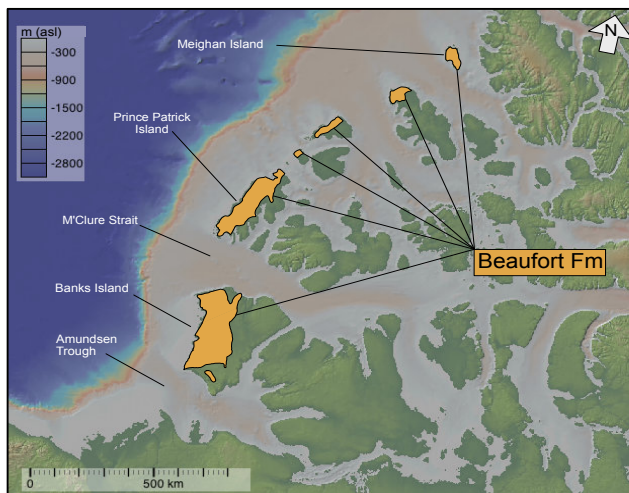 m (asl)
-300
-900
-1500
-2200
-2800
Meighan Island
N
Prince Patrick
Island
M'Clure Strait
Beaufort Fm
Banks Island
Amundsen
Trough
0
500 km